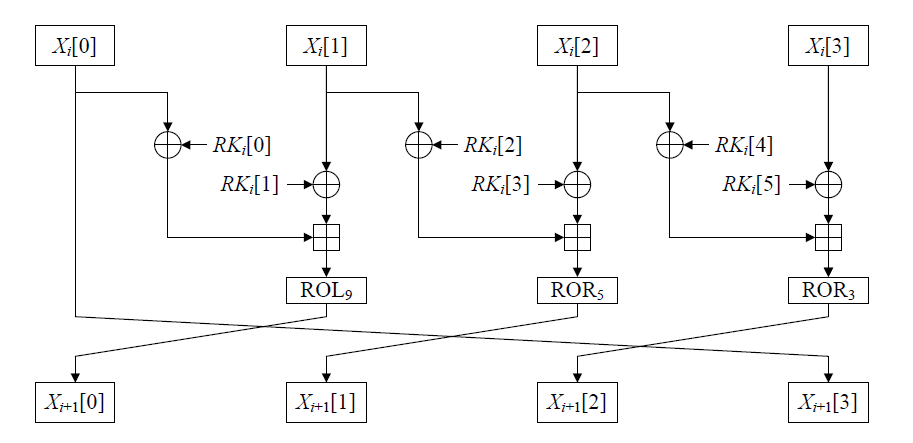 Xi[0] Xi[1] Xi[2] Xi[3]
RKi[0] RKi[2] RKi[4]
RKi[1] RKi[3] RKi[5]
ROL9 ROR5 ROR3
Xi+1[0] Xi+1[1] Xi+1[2] Xi+1[3]